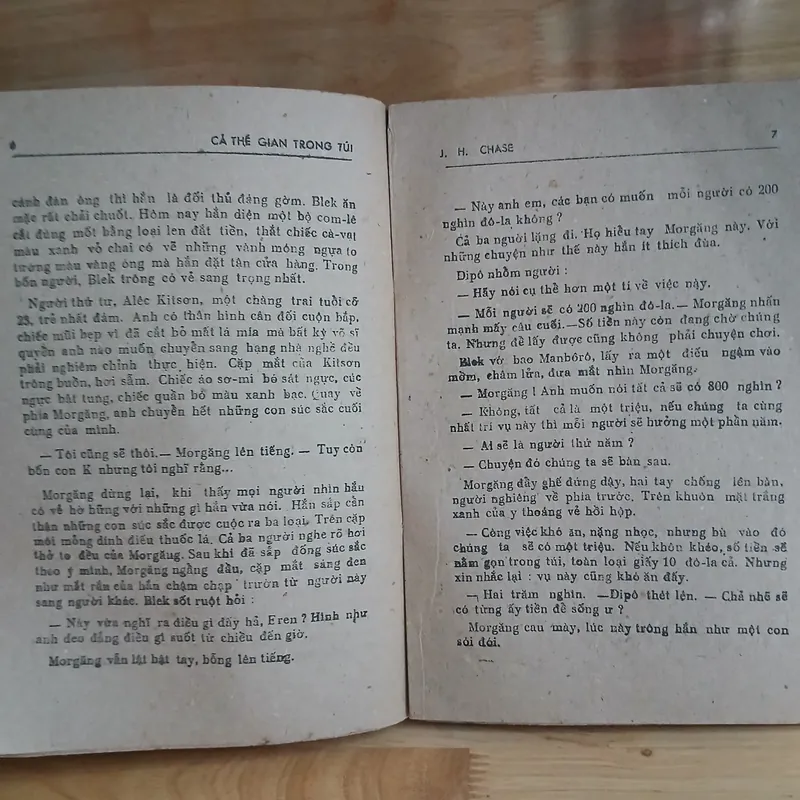 6
CẢ THẾ GIAN TRONG TÚI
cánh đàn ông thì hắn là đối thủ đáng gờm. Blek ăn
mặc rất chải chuốt. Hôm nay hắn diện một bộ com-lê
cắt đúng mốt bằng loại len đắt tiền, thắt chiếc cà-vạt
màu xanh vỏ chai có vẽ những vành móng ngựa to
tướng màu vàng óng mà hắn đặt tận cửa hàng. Trong
bốn người, Blek trông có vẻ sang trọng nhất.
Người thứ tư, Alếc Kitsơn, một chàng trai tuổi cỡ
23, trẻ nhất đám. Anh có thân hình cân đối cuộn bắp,
chiếc mũi bẹp vì đã cắt bỏ mất lá mía mà bất kỳ võ sĩ
quyền anh nào muốn chuyển sang hạng nhà nghề đều
phải nghiêm chỉnh thực hiện. Cặp mắt của Kitsơn
trông buồn, hơi sẫm. Chiếc áo sơ-mi bó sát ngực, cúc
ngực bật tung, chiếc quần bò màu xanh bạc. Quay về
phía Morgăng, anh chuyển hết những con súc sắc cuối
cùng của mình.
— Tôi cũng sẽ thôi.— Morgăng lên tiếng. — Tuy còn
bốn con K nhưng tôi nghĩ rằng...
Morgăng dừng lại, khi thấy mọi người nhìn hầu
có vẻ hờ hững với những gì hắn vừa nói. Hắn sắp cẩn
thận những con súc sắc được cuộc ra ba loại. Trên cặp
môi mỏng dính điếu thuốc lá. Cả ba người nghe rõ hơi
thở to đều của Morgăng. Sau khi đã sắp đống súc sắc
theo ý mình, Morgăng ngẩng đầu, cặp mắt sáng đen
như mắt rắn của hắn chậm chạp trườn từ người này
sang người khác. Blek sốt ruột hỏi :
— Này vừa nghĩ ra điều gì đấy hả, Eren ? Hình như
anh đeo đẳng điều gì suốt từ chiều đến giờ.
Morgăng vẫn lật bật tay, bỗng lên tiếng.
J. H. CHASE
7
— Này anh em, các bạn có muốn mỗi người có 200
nghìn đô-la không ?
Cả ba người lặng đi. Họ hiểu tay Morgăng này. Với
những chuyện như thế này hắn ít thích đùa.
Dipô nhổm người :
— Hãy nói cụ thể hơn một tí về việc này.
— Mỗi người sẽ có 200 nghìn đô-la.— Morgăng nhấn
mạnh mấy câu cuối.—Số tiền này còn đang chờ chúng
ta. Nhưng để lấy được cũng không phải chuyện chơi.
Blek vớ bao Manbôrô, lấy ra một điếu ngậm vào
mồm, châm lửa, đưa mắt nhìn Morgăng.
— Morgăng ! Anh muốn nói tất cả sẽ có 800 nghìn ?
— Không, tất cả là một triệu, nếu chúng ta cùng
nhất trí vụ này thì mỗi người sẽ hưởng một phần năm.
— Ai sẽ là người thứ năm ?
— Chuyện đó chúng ta sẽ bàn sau.
Morgăng đẩy ghế đứng dậy, hai tay chống lên bàn,
người nghiêng về phía trước. Trên khuôn mặt trắng
xanh của y thoáng vẻ hồi hộp.
— Công việc khó ăn, nặng nhọc, nhưng bù vào đó
chúng ta sẽ có một triệu. Nếu khôn khéo, số tiền sẽ
nằm gọn trong túi, toàn loại giấy 10 đô-la cả. Nhưng
xin nhắc lại : vụ này cũng khó ăn đấy.
— Hai trăm nghìn. —Dipô thét lên. — Chả nhẽ sẽ
có từng ấy tiền để sống ư ?
Morgăng cau mày, lúc này trông hắn như một con
sói đói.